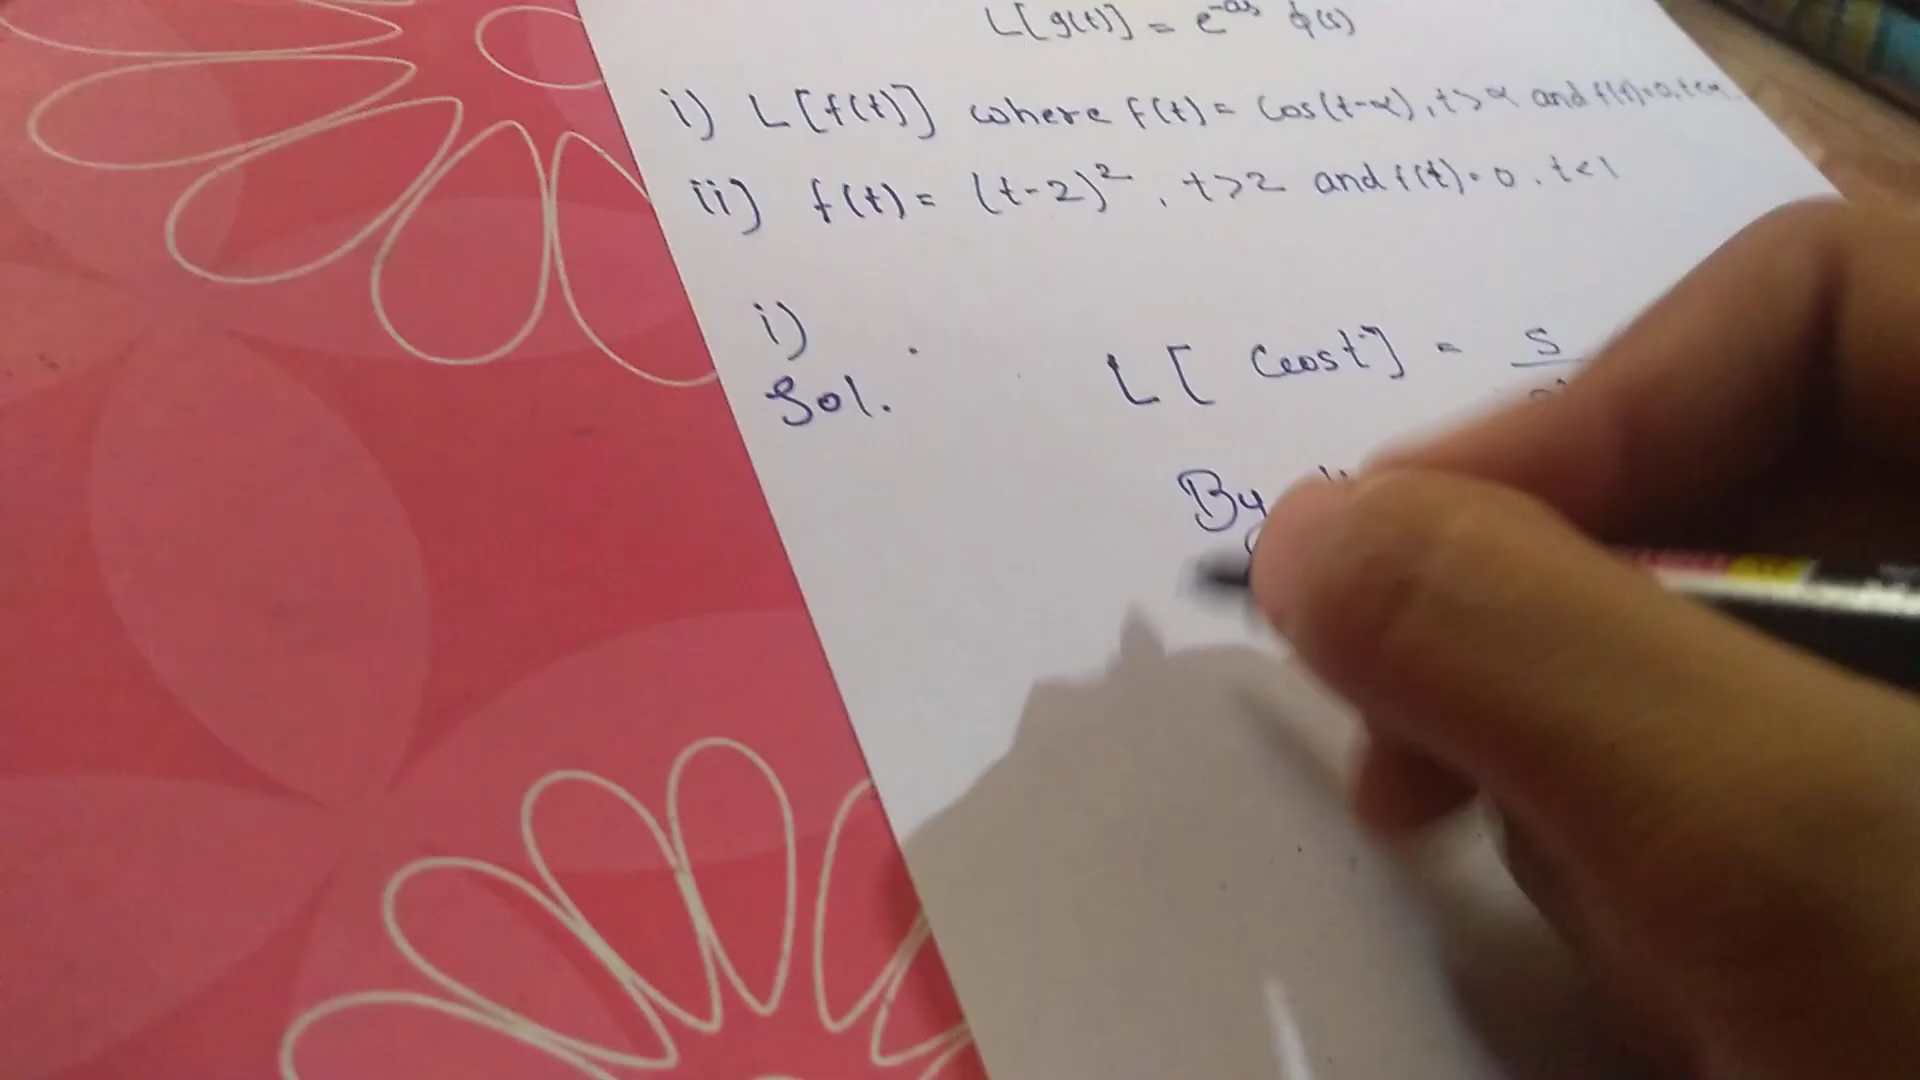 L[g(t)] = e^-as φ(s)
i) L[f(t)] where f(t) = Cos(t-α), t>α and f(t)=0, t<α
ii) f(t) = (t-2)², t>2 and f(t)=0, t<1
i)
Sol. L[Cost] = s
By